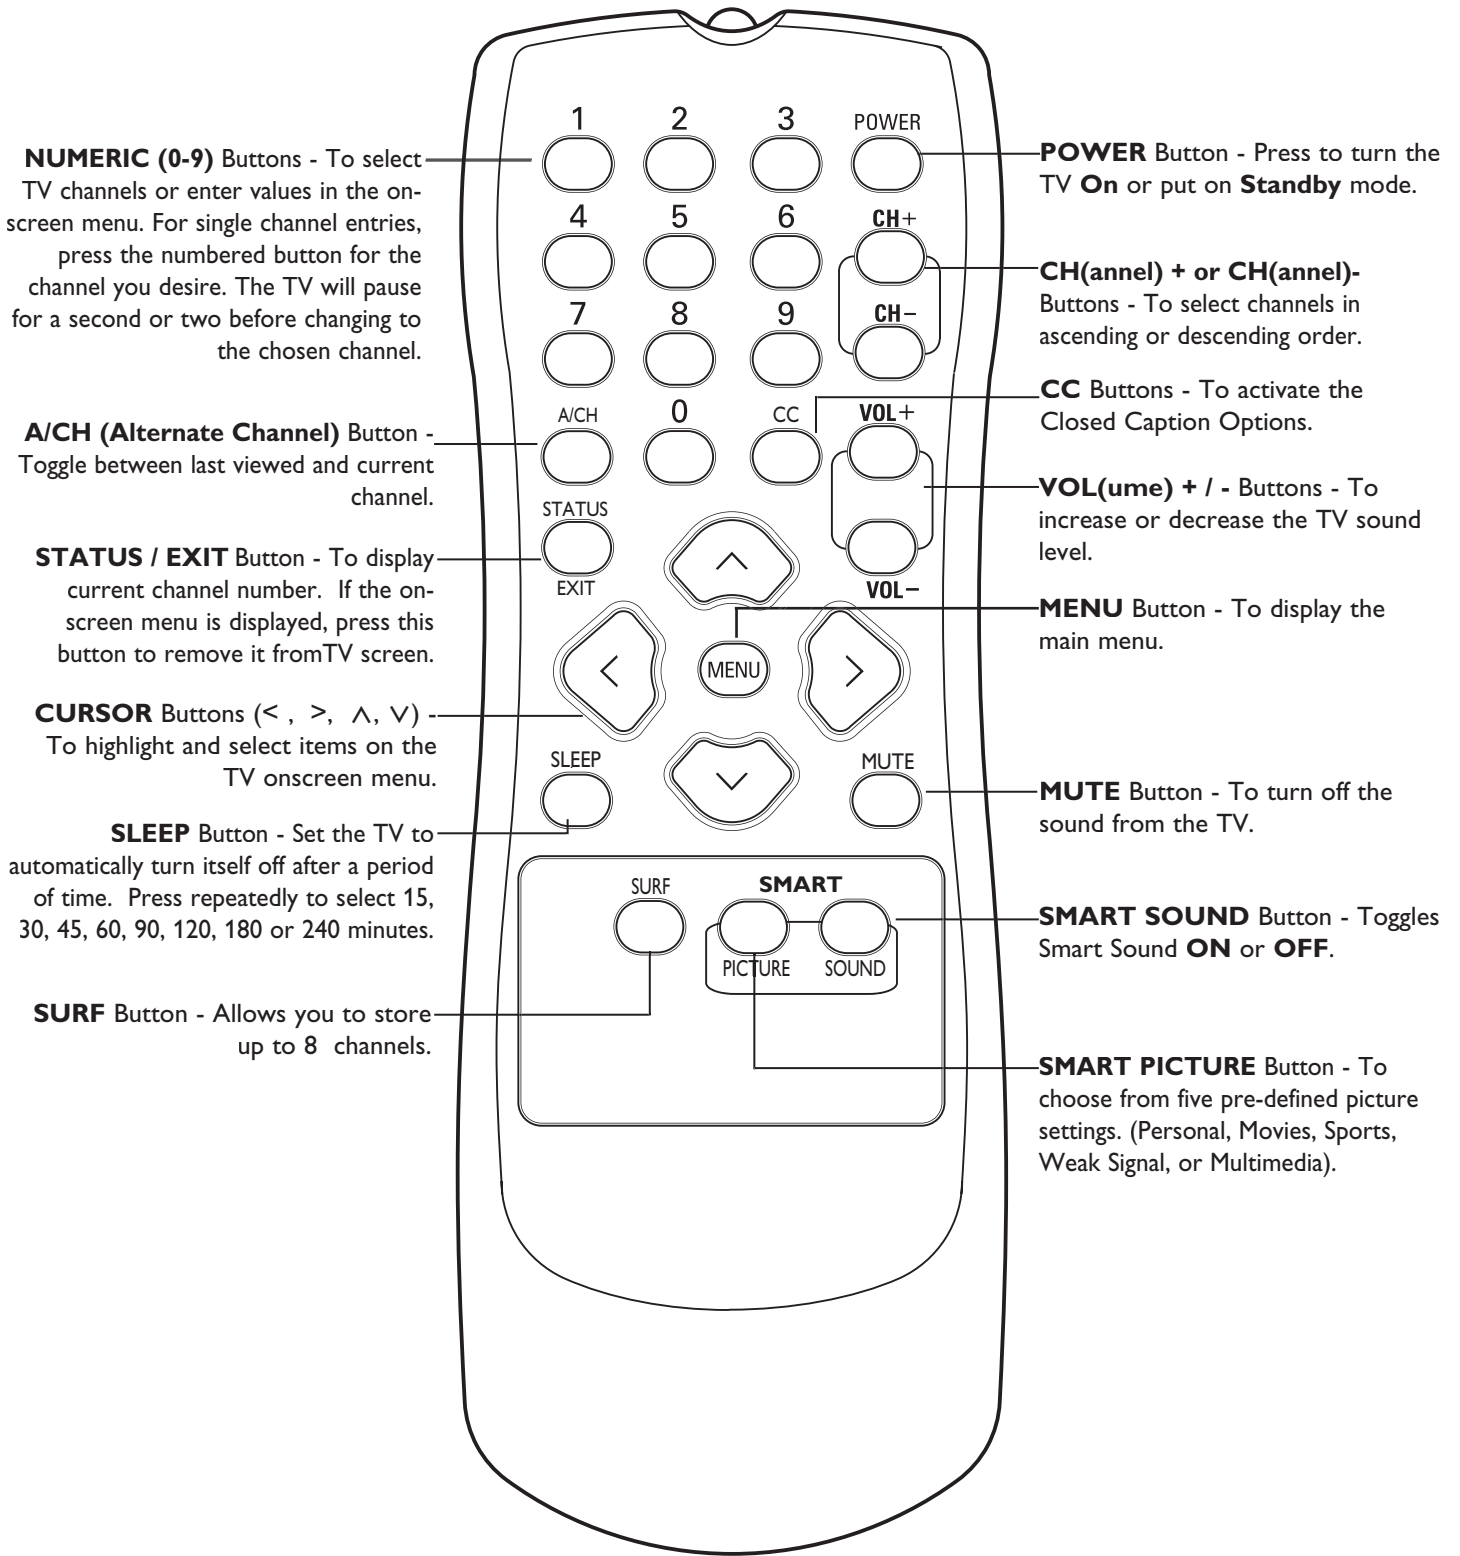 1
2
3
POWER
4
5
6
CH+
7
8
9
CH−
A/CH
0
CC
VOL+
STATUS
EXIT
VOL−
<
>
∧
∨
MENU
SLEEP
MUTE
SURF
SMART
PICTURE
SOUND
NUMERIC (0-9) Buttons - To select
TV channels or enter values in the on-
screen menu. For single channel entries,
press the numbered button for the
channel you desire. The TV will pause
for a second or two before changing to
the chosen channel.
A/CH (Alternate Channel) Button -
Toggle between last viewed and current
channel.
STATUS / EXIT Button - To display
current channel number. If the on-
screen menu is displayed, press this
button to remove it fromTV screen.
CURSOR Buttons (< , >, ∧, ∨) -
To highlight and select items on the
TV onscreen menu.
SLEEP Button - Set the TV to
automatically turn itself off after a period
of time. Press repeatedly to select 15,
30, 45, 60, 90, 120, 180 or 240 minutes.
SURF Button - Allows you to store
up to 8 channels.
POWER Button - Press to turn the
TV On or put on Standby mode.
CH(annel) + or CH(annel)-
Buttons - To select channels in
ascending or descending order.
CC Buttons - To activate the
Closed Caption Options.
VOL(ume) + / - Buttons - To
increase or decrease the TV sound
level.
MENU Button - To display the
main menu.
MUTE Button - To turn off the
sound from the TV.
SMART SOUND Button - Toggles
Smart Sound ON or OFF.
SMART PICTURE Button - To
choose from five pre-defined picture
settings. (Personal, Movies, Sports,
Weak Signal, or Multimedia).